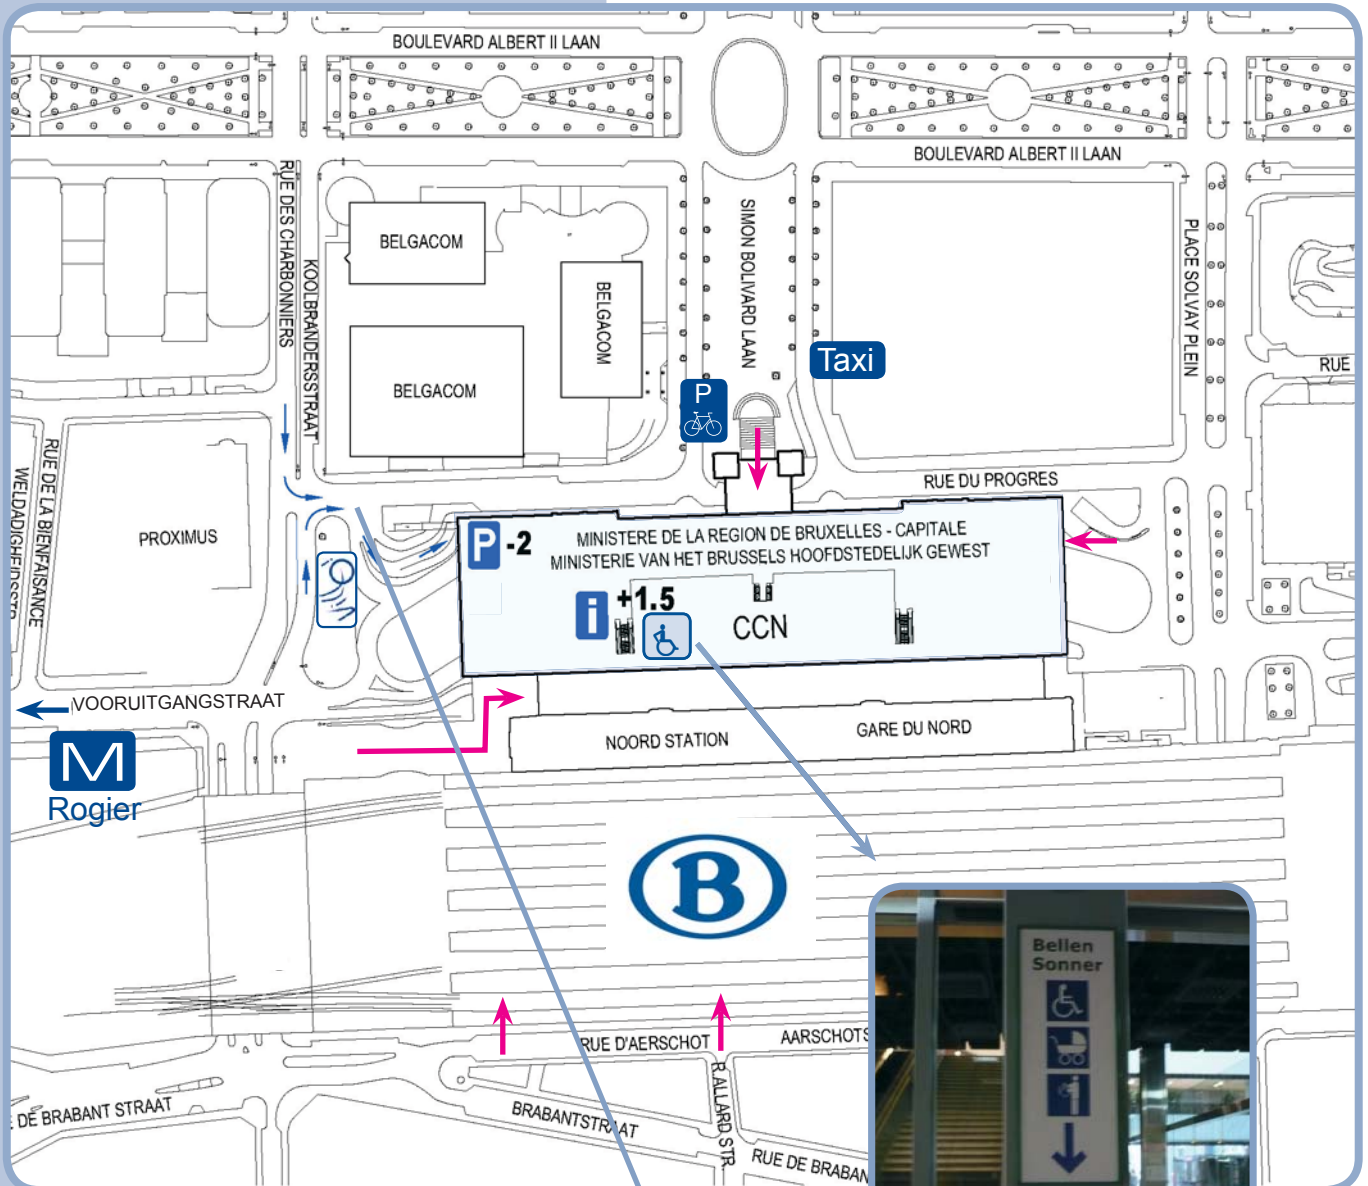 BOULEVARD ALBERT II LAAN
BOULEVARD ALBERT II LAAN
RUE DES CHARBONNIERS
KOOLBRANDERSSTRAAT
BELGACOM
BELGACOM
BELGACOM
SIMON BOLIVARD LAAN
PLACE SOLVAY PLEIN
Taxi
RUE
P
RUE DU PROGRES
WELDADIGHEIDSSTR
RUE DE LA BIENFAISANCE
PROXIMUS
Villo
P -2
MINISTERE DE LA REGION DE BRUXELLES - CAPITALE
MINISTERIE VAN HET BRUSSELS HOOFDSTEDELIJK GEWEST
i +1.5
CCN
VOORUITGANGSTRAAT
M
Rogier
NOORD STATION
GARE DU NORD
B
Bellen
Sonner
RUE D'AERSCHOT
AARSCHOTS
R.ALLARD STR.
E DE BRABANT STRAAT
BRABANTSTRAAT
RUE DE BRABAN